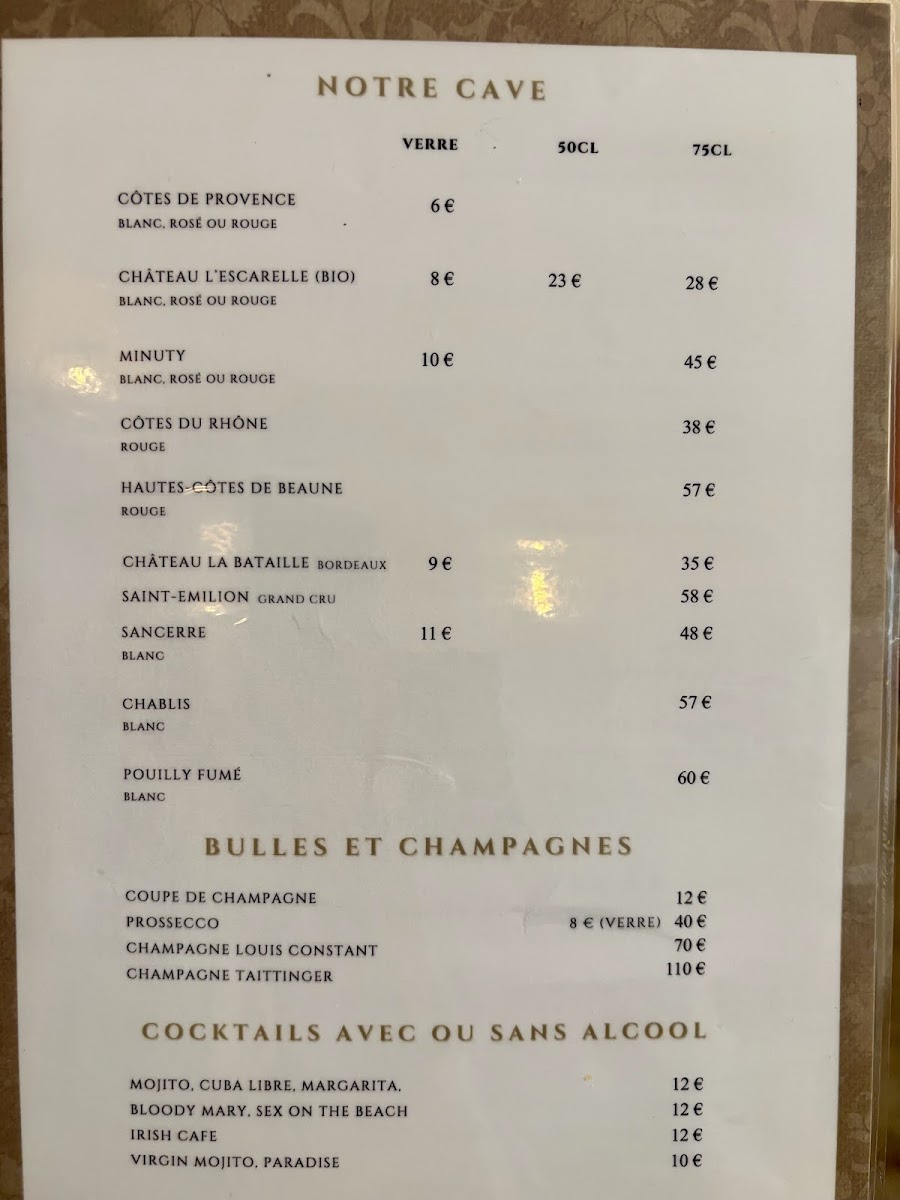 NOTRE CAVE
VERRE 50CL 75CL
CÔTES DE PROVENCE 6 €
BLANC, ROSÉ OU ROUGE
CHÂTEAU L'ESCARELLE (BIO) 8 € 23 € 28 €
BLANC, ROSÉ OU ROUGE
MINUTY 10 € 45 €
BLANC, ROSÉ OU ROUGE
CÔTES DU RHÔNE 38 €
ROUGE
HAUTES-CÔTES DE BEAUNE 57 €
ROUGE
CHÂTEAU LA BATAILLE BORDEAUX 9 € 35 €
SAINT-EMILION GRAND CRU 58 €
SANCERRE 11 € 48 €
BLANC
CHABLIS 57 €
BLANC
POUILLY FUMÉ 60 €
BLANC
BULLES ET CHAMPAGNES
COUPE DE CHAMPAGNE 12 €
PROSSECCO 8 € (VERRE) 40 €
CHAMPAGNE LOUIS CONSTANT 70 €
CHAMPAGNE TAITTINGER 110 €
COCKTAILS AVEC OU SANS ALCOOL
MOJITO, CUBA LIBRE, MARGARITA, 12 €
BLOODY MARY, SEX ON THE BEACH 12 €
IRISH CAFE 12 €
VIRGIN MOJITO, PARADISE 10 €